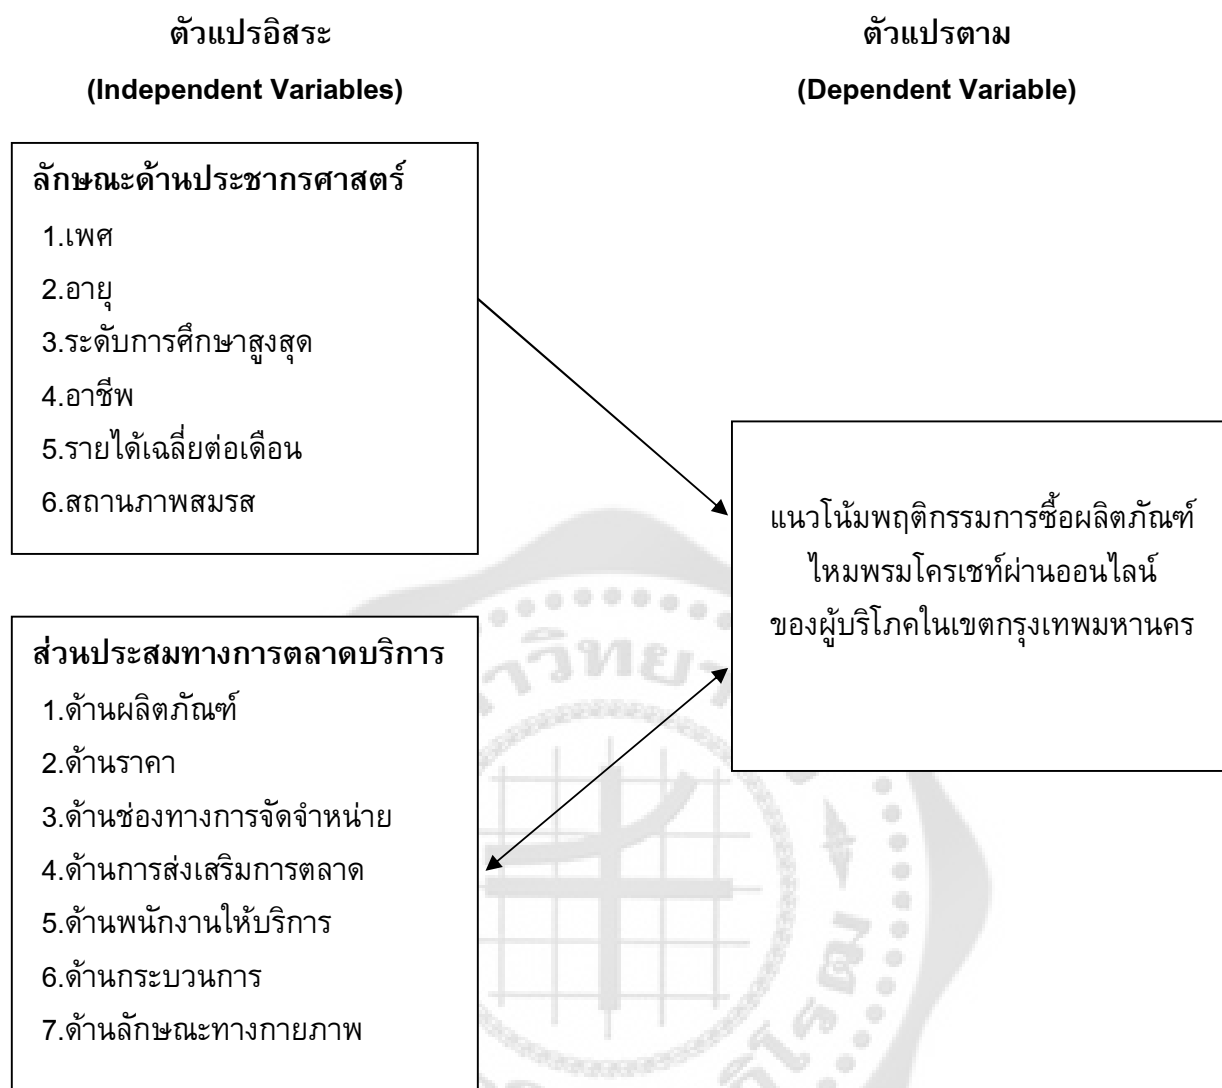 ตัวแปรอิสระ
(Independent Variables)
ตัวแปรตาม
(Dependent Variable)
ลักษณะด้านประชากรศาสตร์
1.เพศ
2.อายุ
3.ระดับการศึกษาสูงสุด
4.อาชีพ
5.รายได้เฉลี่ยต่อเดือน
6.สถานภาพสมรส
แนวโน้มพฤติกรรมการซื้อผลิตภัณฑ์
ไหมพรมโครเชท์ผ่านออนไลน์
ของผู้บริโภคในเขตกรุงเทพมหานคร
ส่วนประสมทางการตลาดบริการ
1.ด้านผลิตภัณฑ์
2.ด้านราคา
3.ด้านช่องทางการจัดจำหน่าย
4.ด้านการส่งเสริมการตลาด
5.ด้านพนักงานให้บริการ
6.ด้านกระบวนการ
7.ด้านลักษณะทางกายภาพ